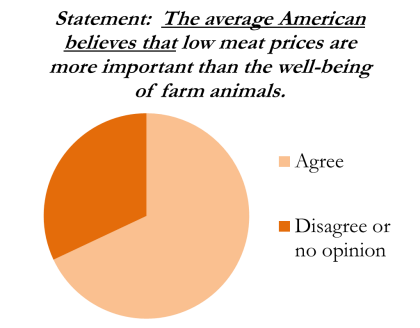 Statement: The average American
believes that low meat prices are
more important than the well-being
of farm animals.
Agree
Disagree or
no opinion